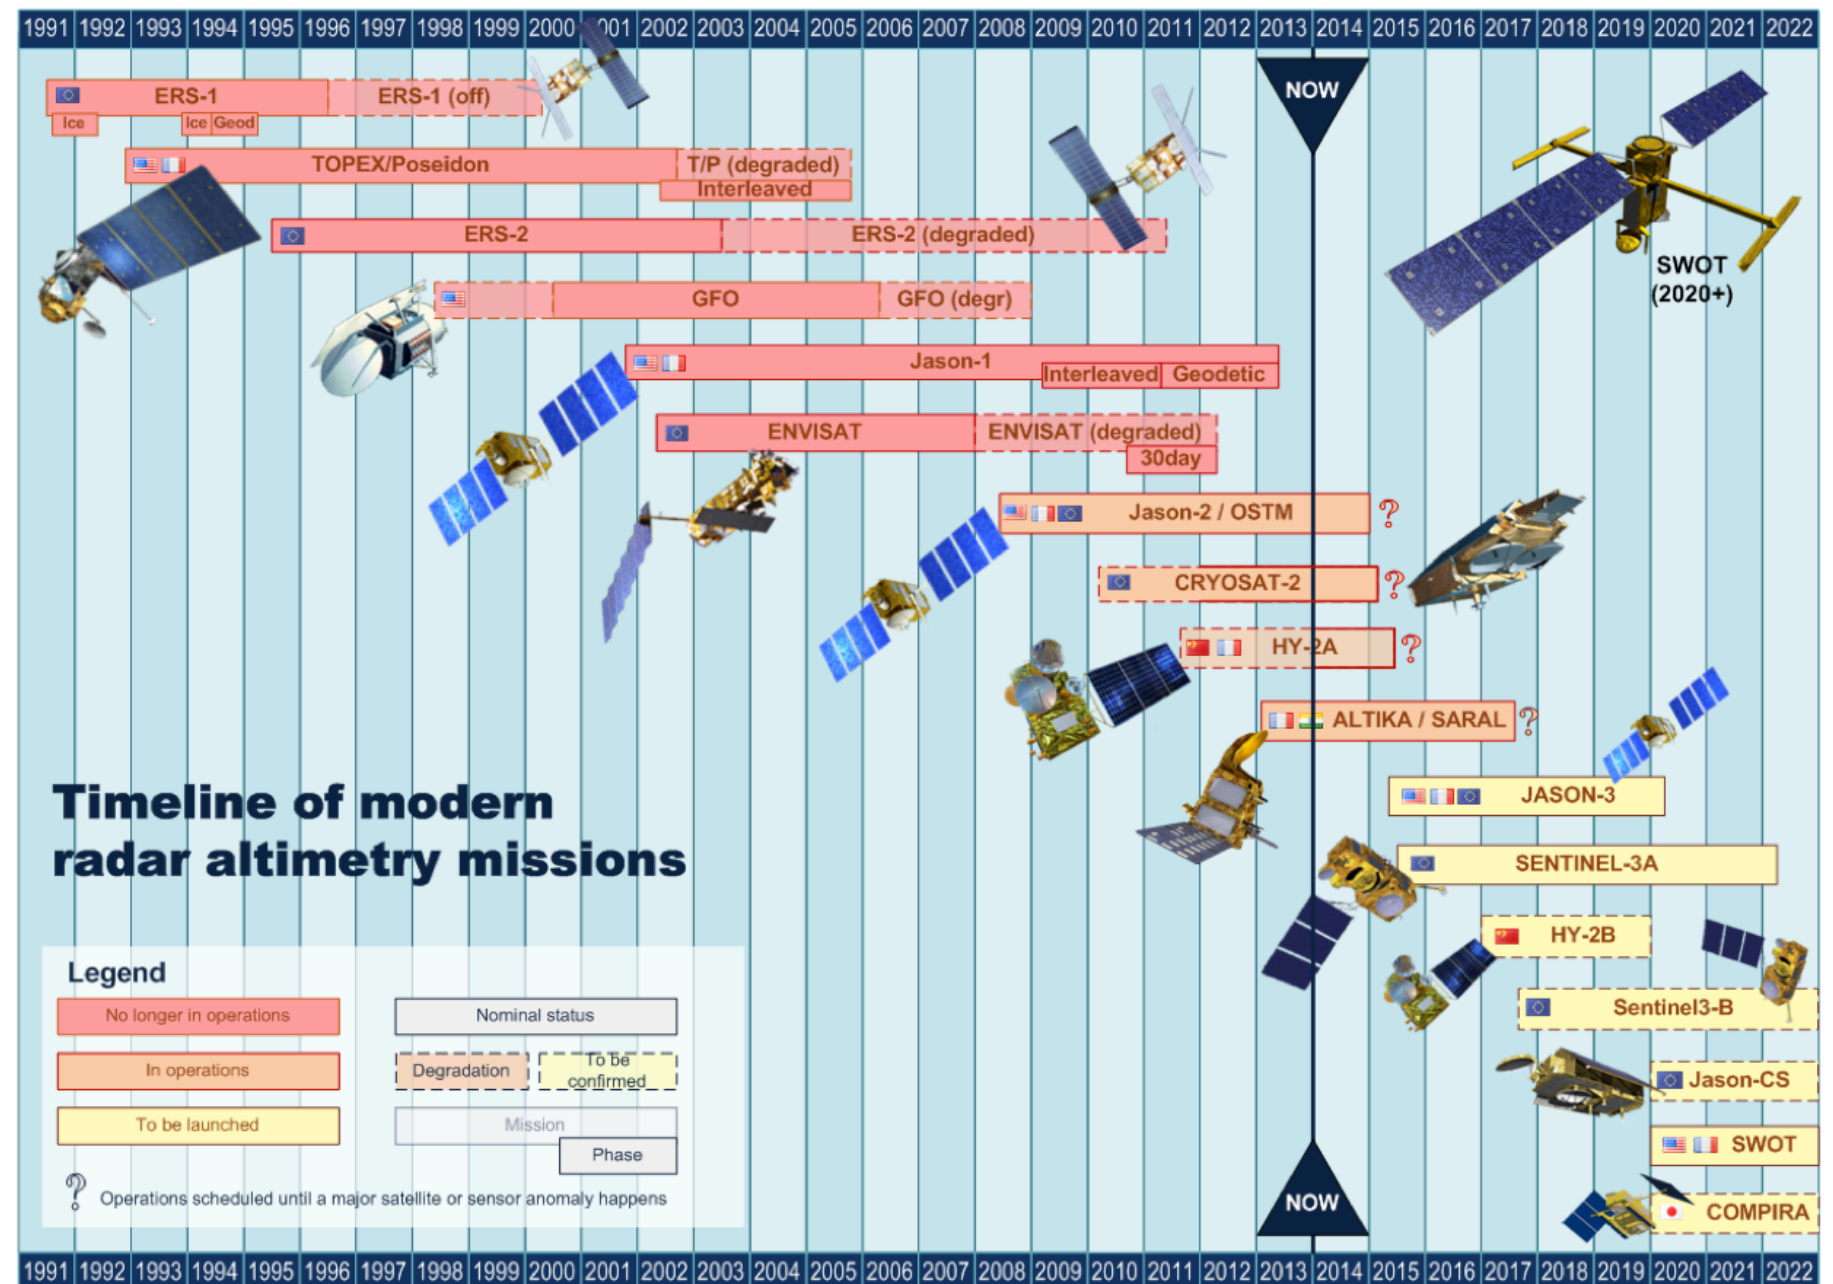 1991 1992 1993 1994 1995 1996 1997 1998 1999 2000 2001 2002 2003 2004 2005 2006 2007 2008 2009 2010 2011 2012 2013 2014 2015 2016 2017 2018 2019 2020 2021 2022
NOW
ERS-1 ERS-1 (off)
Ice Ice Geod
TOPEX/Poseidon T/P (degraded)
Interleaved
ERS-2 ERS-2 (degraded)
SWOT
(2020+)
GFO GFO (degr)
Jason-1
Interleaved Geodetic
ENVISAT ENVISAT (degraded)
30day
Jason-2 / OSTM ?
CRYOSAT-2 ?
HY-2A ?
ALTIKA / SARAL ?
JASON-3
Timeline of modern
radar altimetry missions
SENTINEL-3A
HY-2B
Sentinel3-B
Jason-CS
SWOT
COMPIRA
NOW
Legend
No longer in operations
Nominal status
In operations
Degradation
To be
confirmed
To be launched
Mission
Phase
? Operations scheduled until a major satellite or sensor anomaly happens
1991 1992 1993 1994 1995 1996 1997 1998 1999 2000 2001 2002 2003 2004 2005 2006 2007 2008 2009 2010 2011 2012 2013 2014 2015 2016 2017 2018 2019 2020 2021 2022